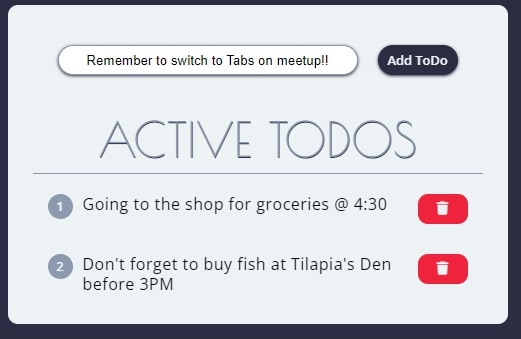 Remember to switch to Tabs on meetup!!
Add ToDo
ACTIVE TODOS
1 Going to the shop for groceries @ 4:30
2 Don't forget to buy fish at Tilapia's Den
before 3PM